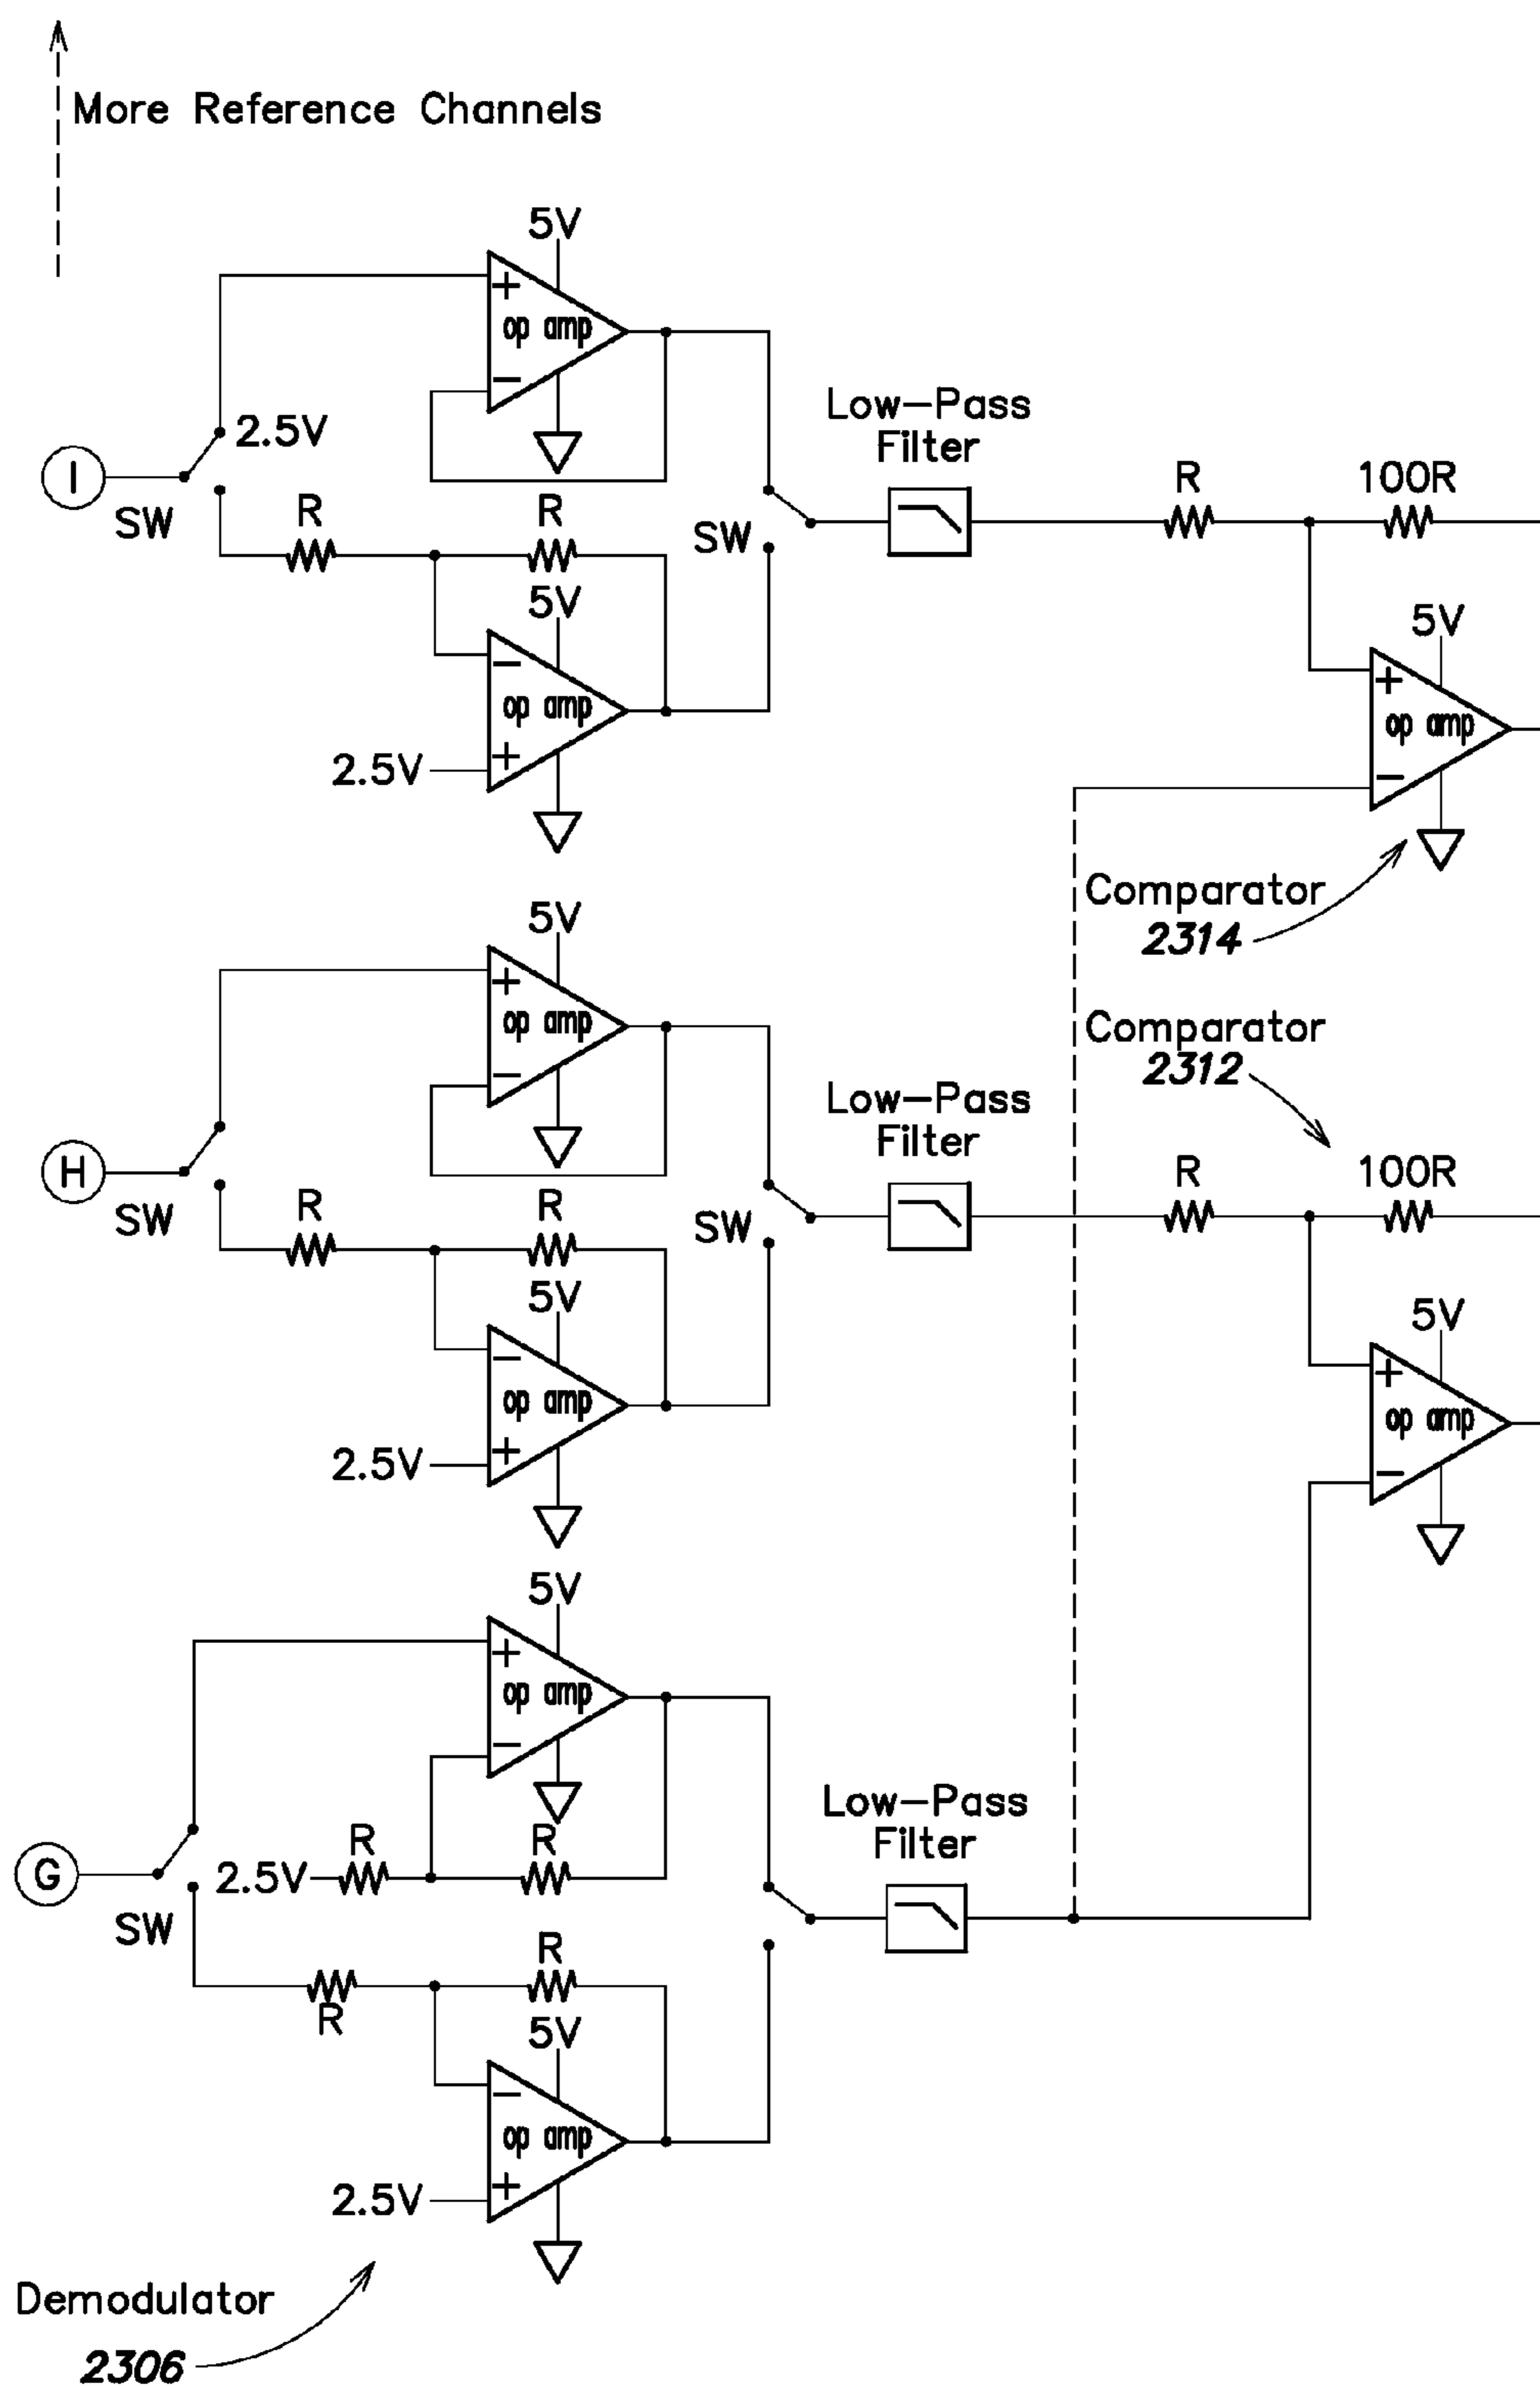 More Reference Channels
5V
+
op amp
−
Low-Pass
Filter
2.5V
I
SW
R
R
SW
R
100R
5V
−
op amp
+
2.5V
5V
+
op amp
−
Comparator
2314
5V
+
op amp
−
Comparator
2312
Low-Pass
Filter
H
SW
R
R
SW
R
100R
5V
−
op amp
+
2.5V
5V
+
op amp
−
5V
+
op amp
−
Low-Pass
Filter
G
SW
2.5V
R
R
R
R
5V
−
op amp
+
2.5V
Demodulator
2306